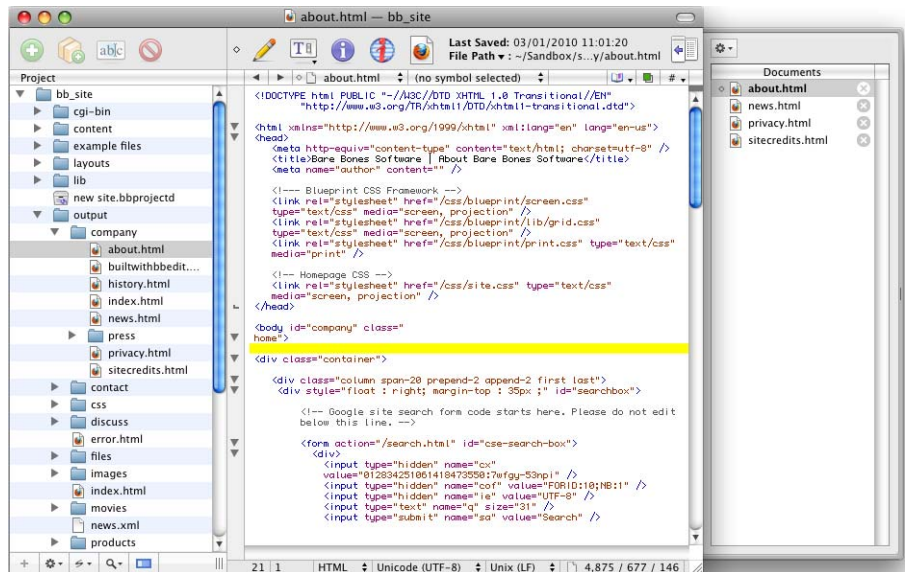 about.html — bb_site
Last Saved: 03/01/2010 11:01:20
File Path ▾ : ~/Sandbox/s...y/about.html
Project
bb_site
cgi-bin
content
example files
layouts
lib
new site.bbprojectd
output
company
about.html
builtwithbbedit....
history.html
index.html
news.html
press
privacy.html
sitecredits.html
contact
css
discuss
error.html
files
images
index.html
movies
news.xml
products
about.html (no symbol selected) #
<!DOCTYPE html PUBLIC "-//W3C//DTD XHTML 1.0 Transitional//EN"
"http://www.w3.org/TR/xhtml1/DTD/xhtml1-transitional.dtd">
<html xmlns="http://www.w3.org/1999/xhtml" xml:lang="en" lang="en-us">
<head>
<meta http-equiv="content-type" content="text/html; charset=utf-8" />
<title>Bare Bones Software | About Bare Bones Software</title>
<meta name="author" content="" />
<!--- Blueprint CSS Framework -->
<link rel="stylesheet" href="/css/blueprint/screen.css"
type="text/css" media="screen, projection" />
<link rel="stylesheet" href="/css/blueprint/lib/grid.css"
type="text/css" media="screen, projection" />
<link rel="stylesheet" href="/css/blueprint/print.css" type="text/css"
media="print" />
<!-- Homepage CSS -->
<link rel="stylesheet" href="/css/site.css" type="text/css"
media="screen, projection" />
</head>
<body id="company" class="
home">
<div class="container">
<div class="column span-20 prepend-2 append-2 first last">
<div style="float : right; margin-top : 35px ;" id="searchbox">
<!-- Google site search form code starts here. Please do not edit
below this line. -->
<form action="/search.html" id="cse-search-box">
<div>
<input type="hidden" name="cx"
value="012834251061418473550:7wfgy-53npi" />
<input type="hidden" name="cof" value="FORID:10;NB:1" />
<input type="hidden" name="ie" value="UTF-8" />
<input type="text" name="q" size="31" />
<input type="submit" name="sa" value="Search" />
21 1 HTML Unicode (UTF-8) Unix (LF) 4,875 / 677 / 146
Documents
about.html
news.html
privacy.html
sitecredits.html